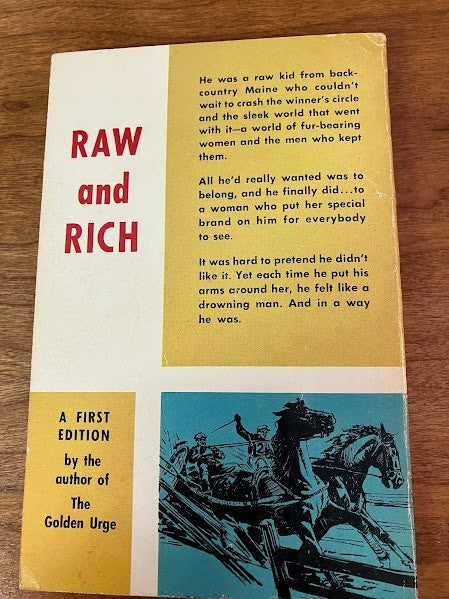 RAW
and
RICH
He was a raw kid from back-
country Maine who couldn't
wait to crash the winner's circle
and the sleek world that went
with it—a world of fur-bearing
women and the men who kept
them.
All he'd really wanted was to
belong, and he finally did...to
a woman who put her special
brand on him for everybody
to see.
It was hard to pretend he didn't
like it. Yet each time he put his
arms around her, he felt like a
drowning man. And in a way
he was.
A FIRST
EDITION
by the
author of
The
Golden Urge
12